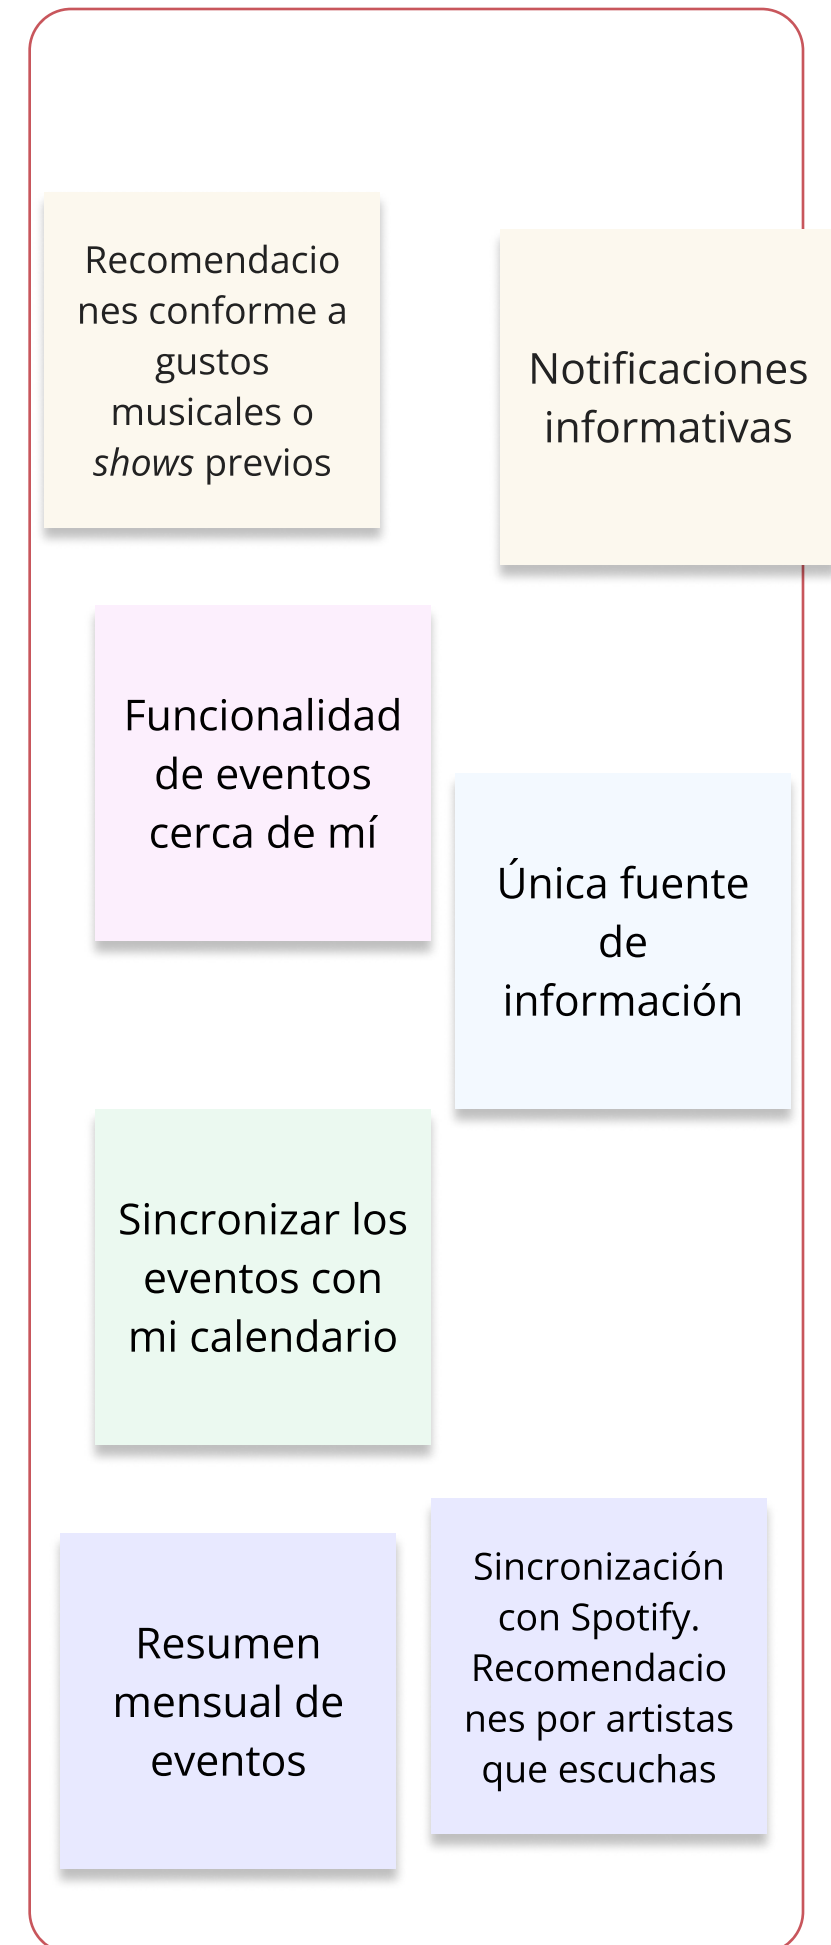 Recomendacio
nes conforme a
gustos
musicales o
shows previos
Notificaciones
informativas
Funcionalidad
de eventos
cerca de mí
Única fuente
de
información
Sincronizar los
eventos con
mi calendario
Resumen
mensual de
eventos
Sincronización
con Spotify.
Recomendacio
nes por artistas
que escuchas